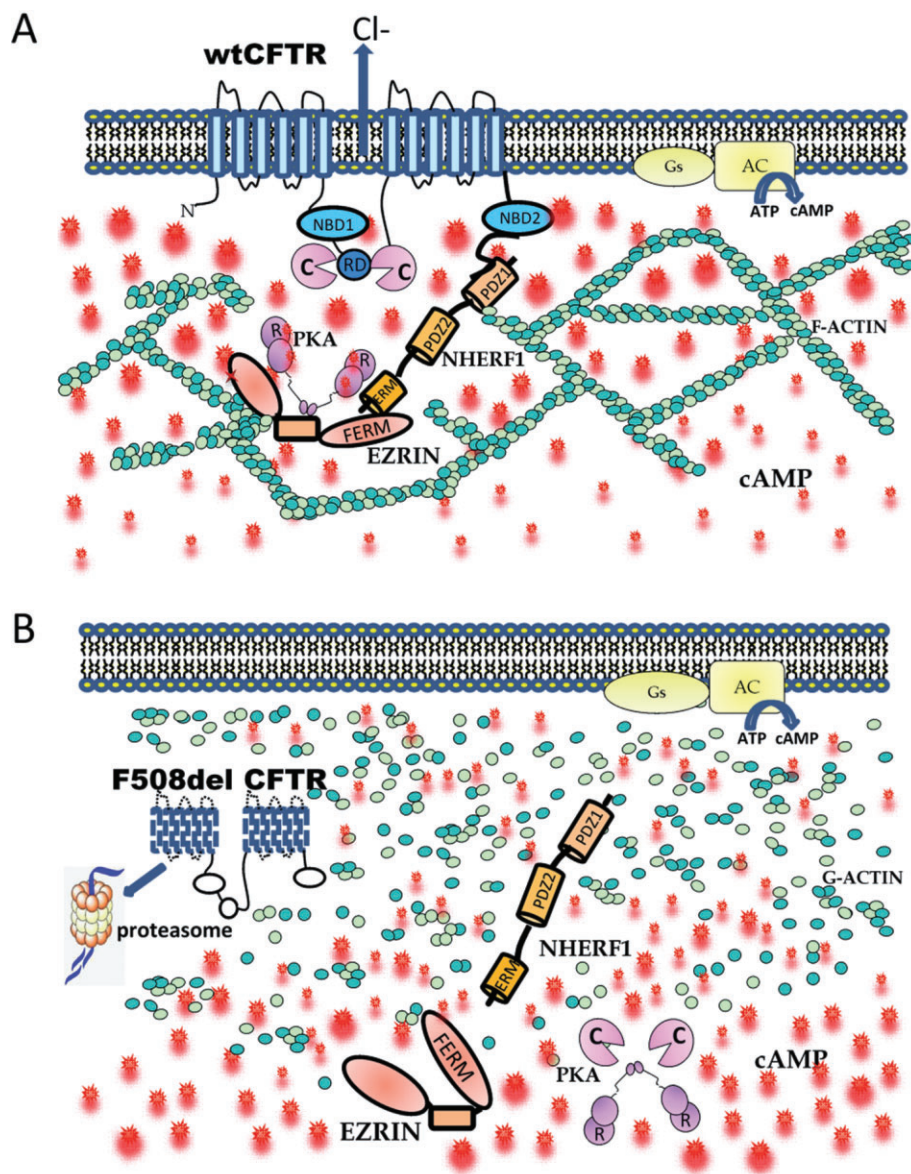 A
Cl-
wtCFTR
Gs
AC
ATP cAMP
N
NBD1
NBD2
C
RD
C
PDZ1
F-ACTIN
R
PKA
R
PDZ2
NHERF1
ERM
FERM
EZRIN
cAMP
B
Gs
AC
ATP cAMP
F508del CFTR
PDZ1
PDZ2
G-ACTIN
proteasome
NHERF1
ERM
FERM
C
C
PKA
cAMP
R
R
EZRIN